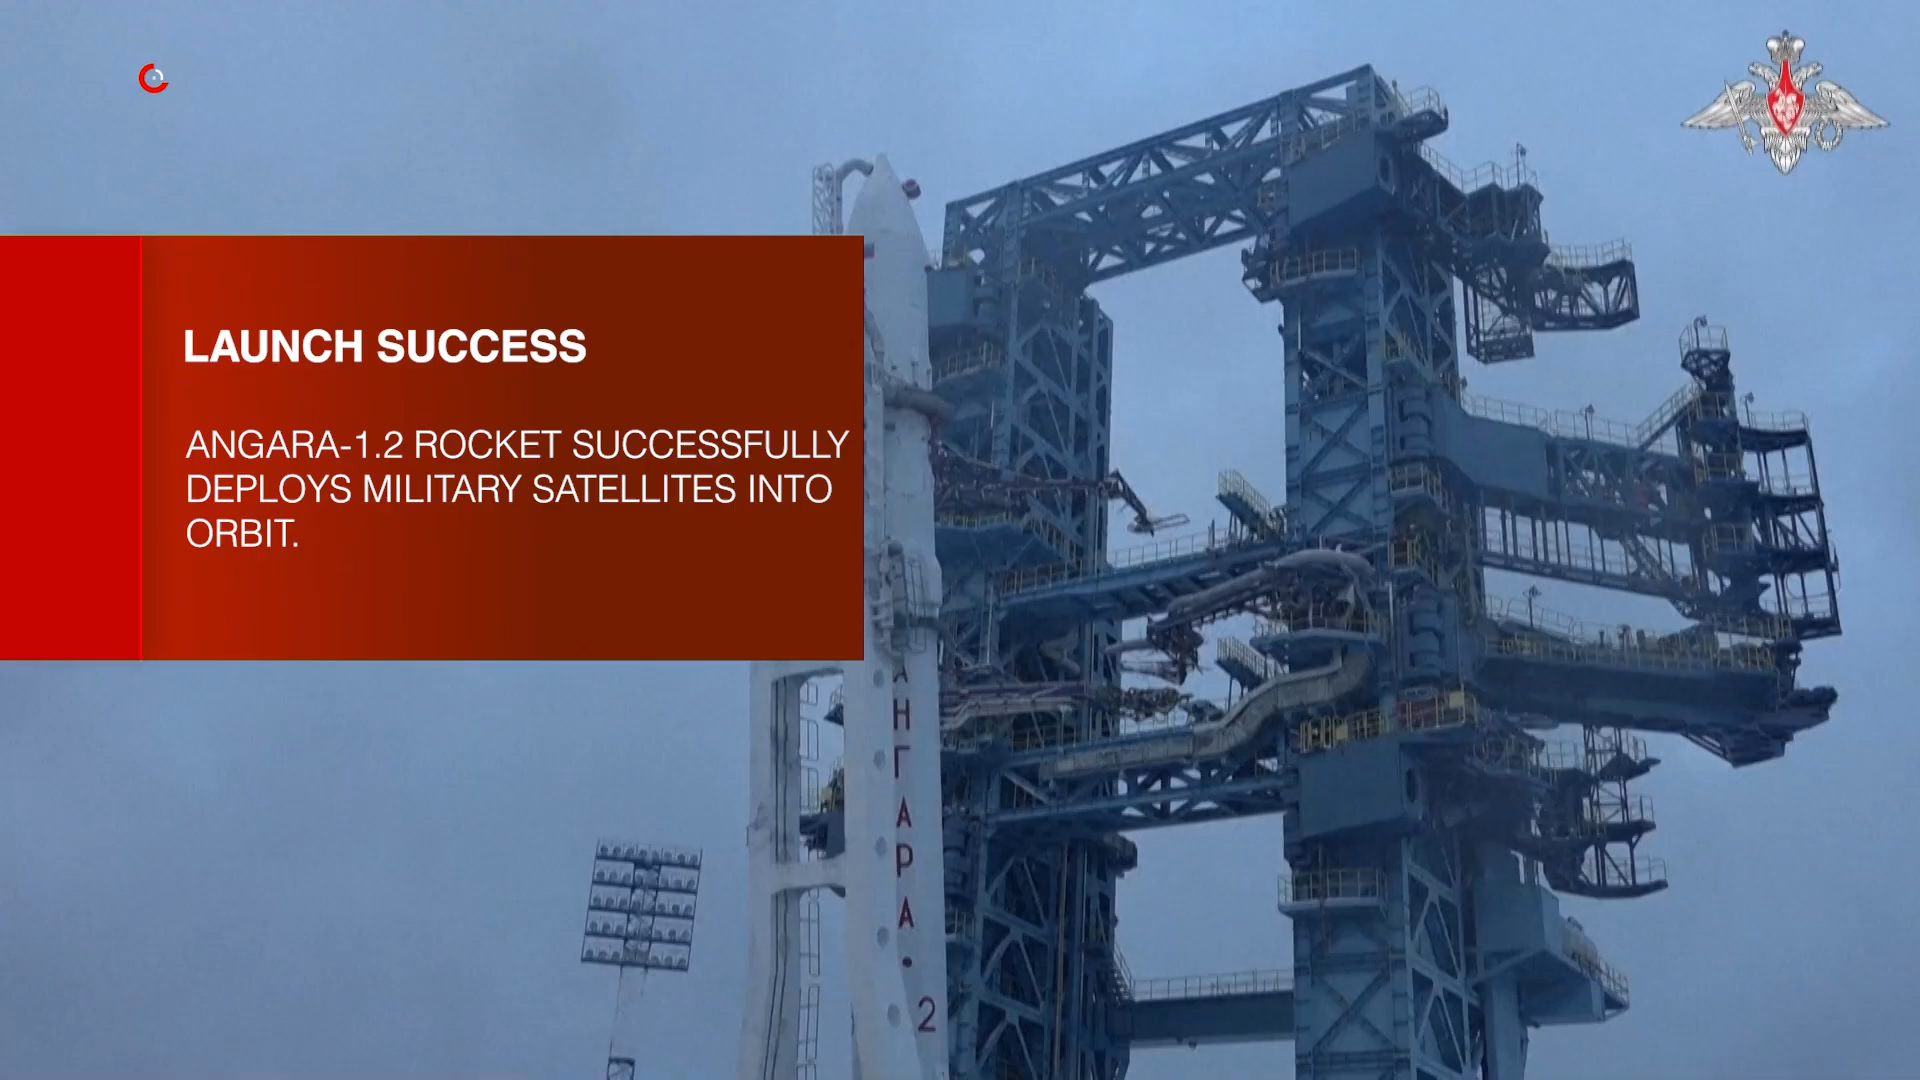 LAUNCH SUCCESS
ANGARA-1.2 ROCKET SUCCESSFULLY
DEPLOYS MILITARY SATELLITES INTO
ORBIT.
АНГАРА•
2